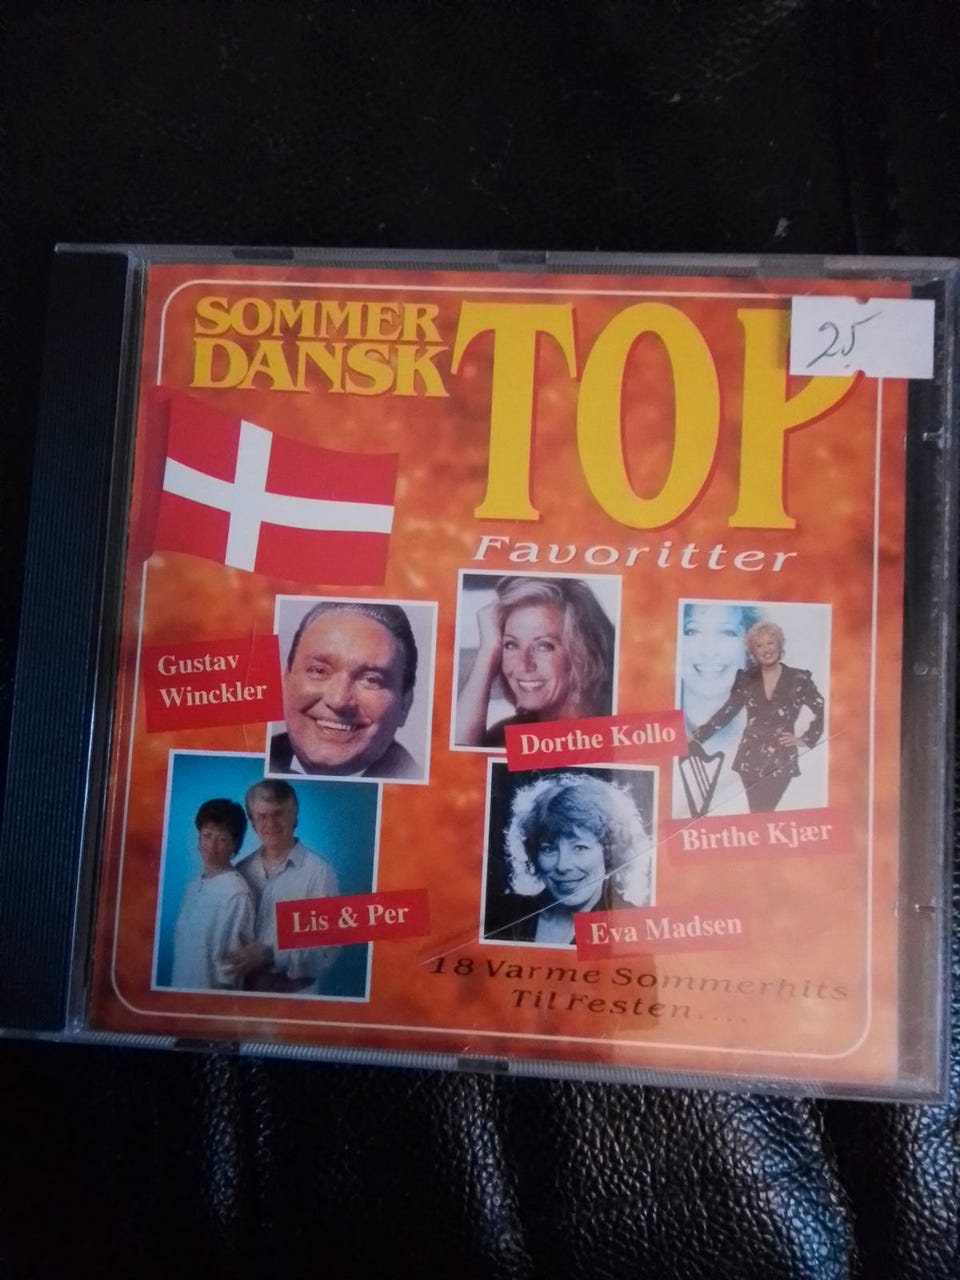 SOMMER
DANSK
TOP
25
Favoritter
Gustav
Winckler
Dorthe Kollo
Birthe Kjær
Lis & Per
Eva Madsen
18 Varme Sommerhits
Til Festen....